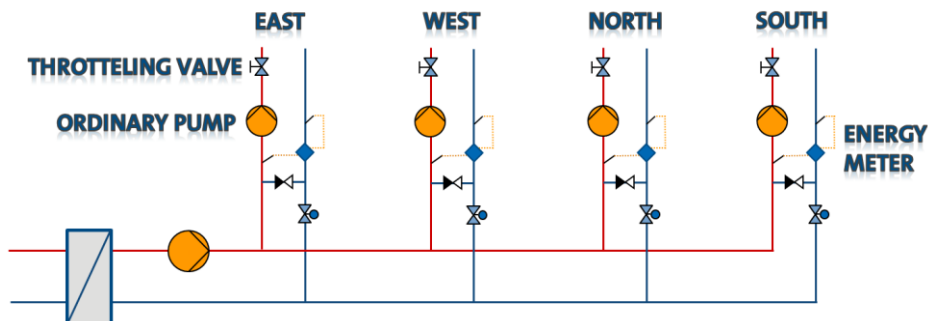 EAST
WEST
NORTH
SOUTH
THROTTELING VALVE
ORDINARY PUMP
ENERGY
METER